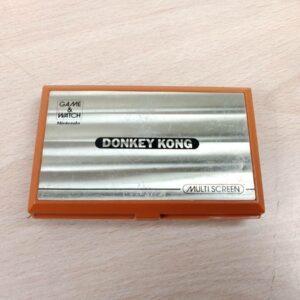 GAME
&
WATCH
Nintendo
DONKEY KONG
MULTI SCREEN